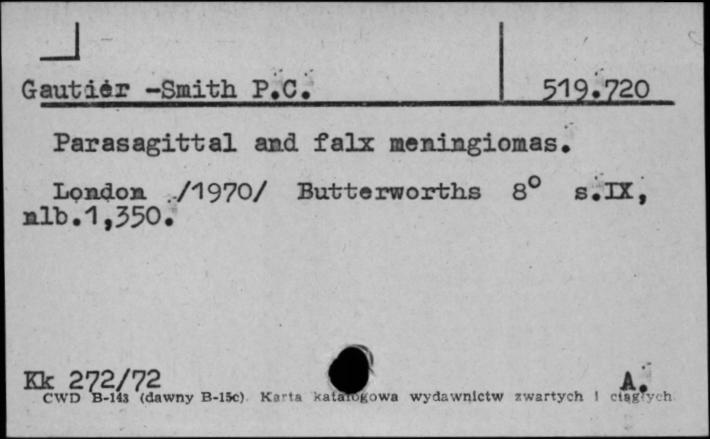 Gautier -Smith P.C.
519.720
Parasagittal and falx meningiomas.
London /1970/ Butterworths 8° s.IX,
nlb.1,350.
Kk 272/72
A.
CWD B-143 (dawny B-15c). Karta katalogowa wydawnictw zwartych i ciągłych